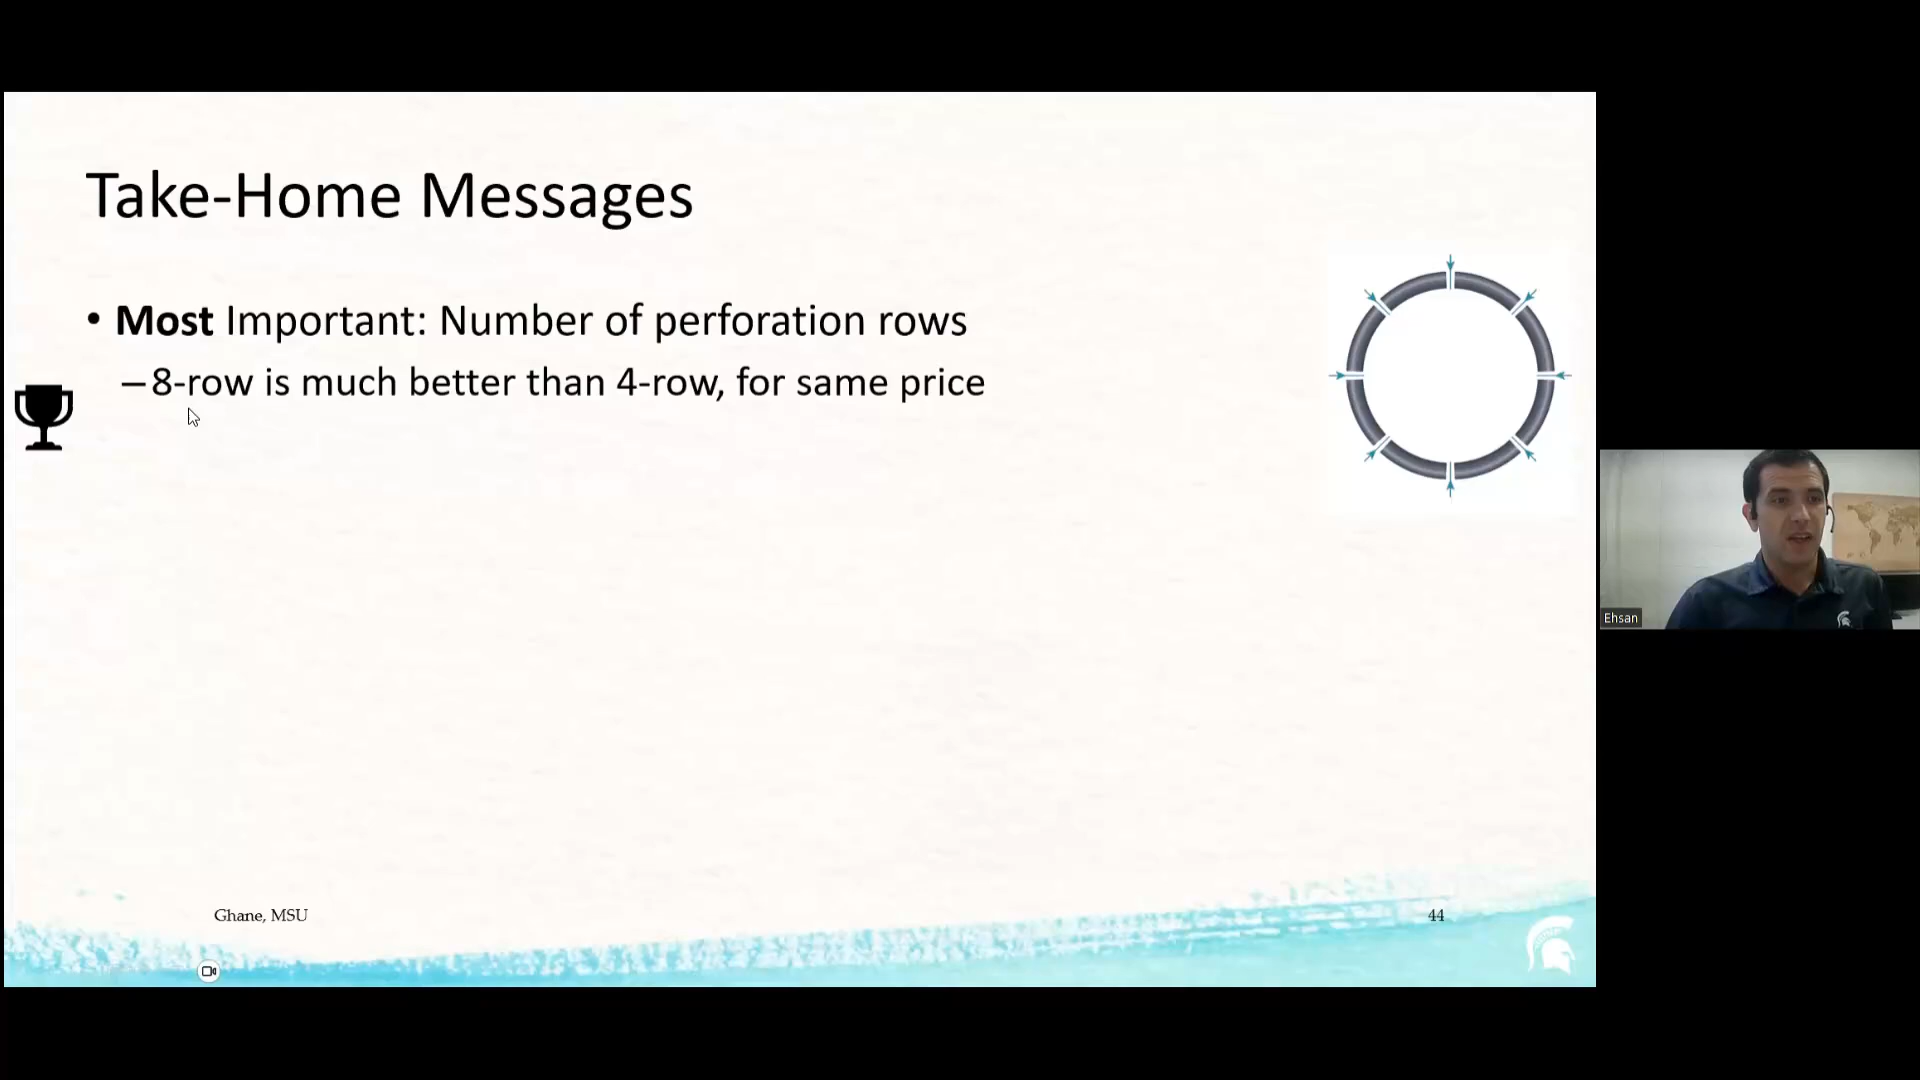 Take-Home Messages
• Most Important: Number of perforation rows
–8-row is much better than 4-row, for same price
Ehsan
Ghane, MSU
44